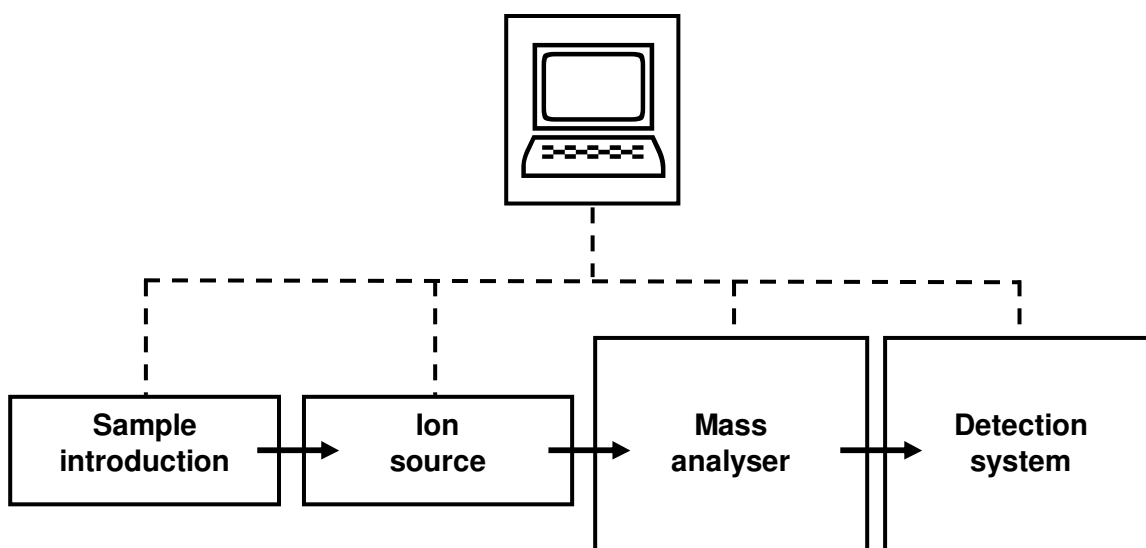 Sample
introduction
Ion
source
Mass
analyser
Detection
system